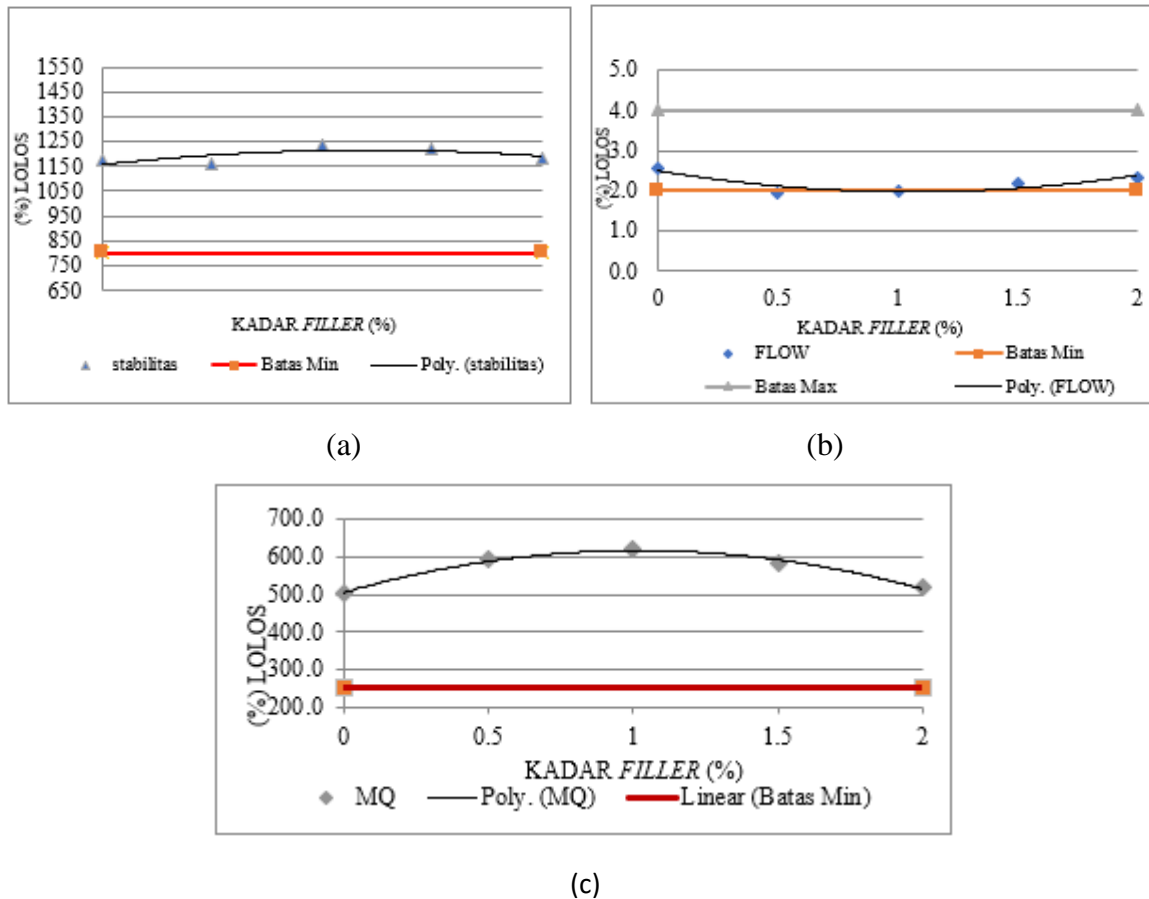 1550
1450
1350
1250
1150
1050
950
850
750
650
(%) LOLOS
KADAR FILLER (%)
stabilitas Batas Min Poly. (stabilitas)
5.0
4.0
3.0
2.0
1.0
0.0
(%) LOLOS
0 0.5 1 1.5 2
KADAR FILLER (%)
FLOW Batas Min
Batas Max Poly. (FLOW)
(a) (b)
700.0
600.0
500.0
400.0
300.0
200.0
(%) LOLOS
0 0.5 1 1.5 2
KADAR FILLER (%)
MQ Poly. (MQ) Linear (Batas Min)
(c)